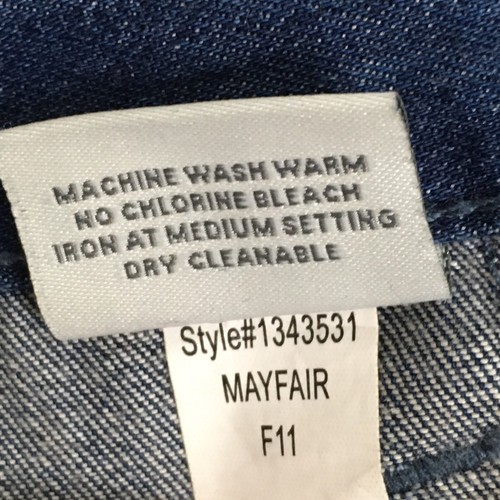 MACHINE WASH WARM
NO CHLORINE BLEACH
IRON AT MEDIUM SETTING
DRY CLEANABLE
Style#1343531
MAYFAIR
F11